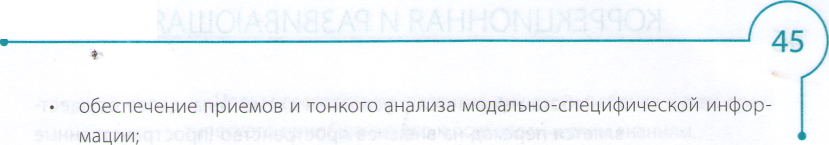 45
• обеспечение приемов и тонкого анализа модально-специфической инфор-
мации;